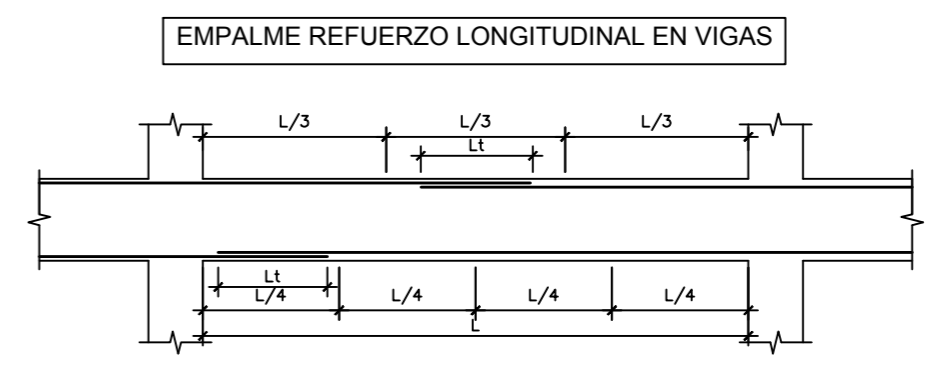 EMPALME REFUERZO LONGITUDINAL EN VIGAS
L/3 L/3 L/3
Lt
Lt
L/4 L/4 L/4 L/4
L